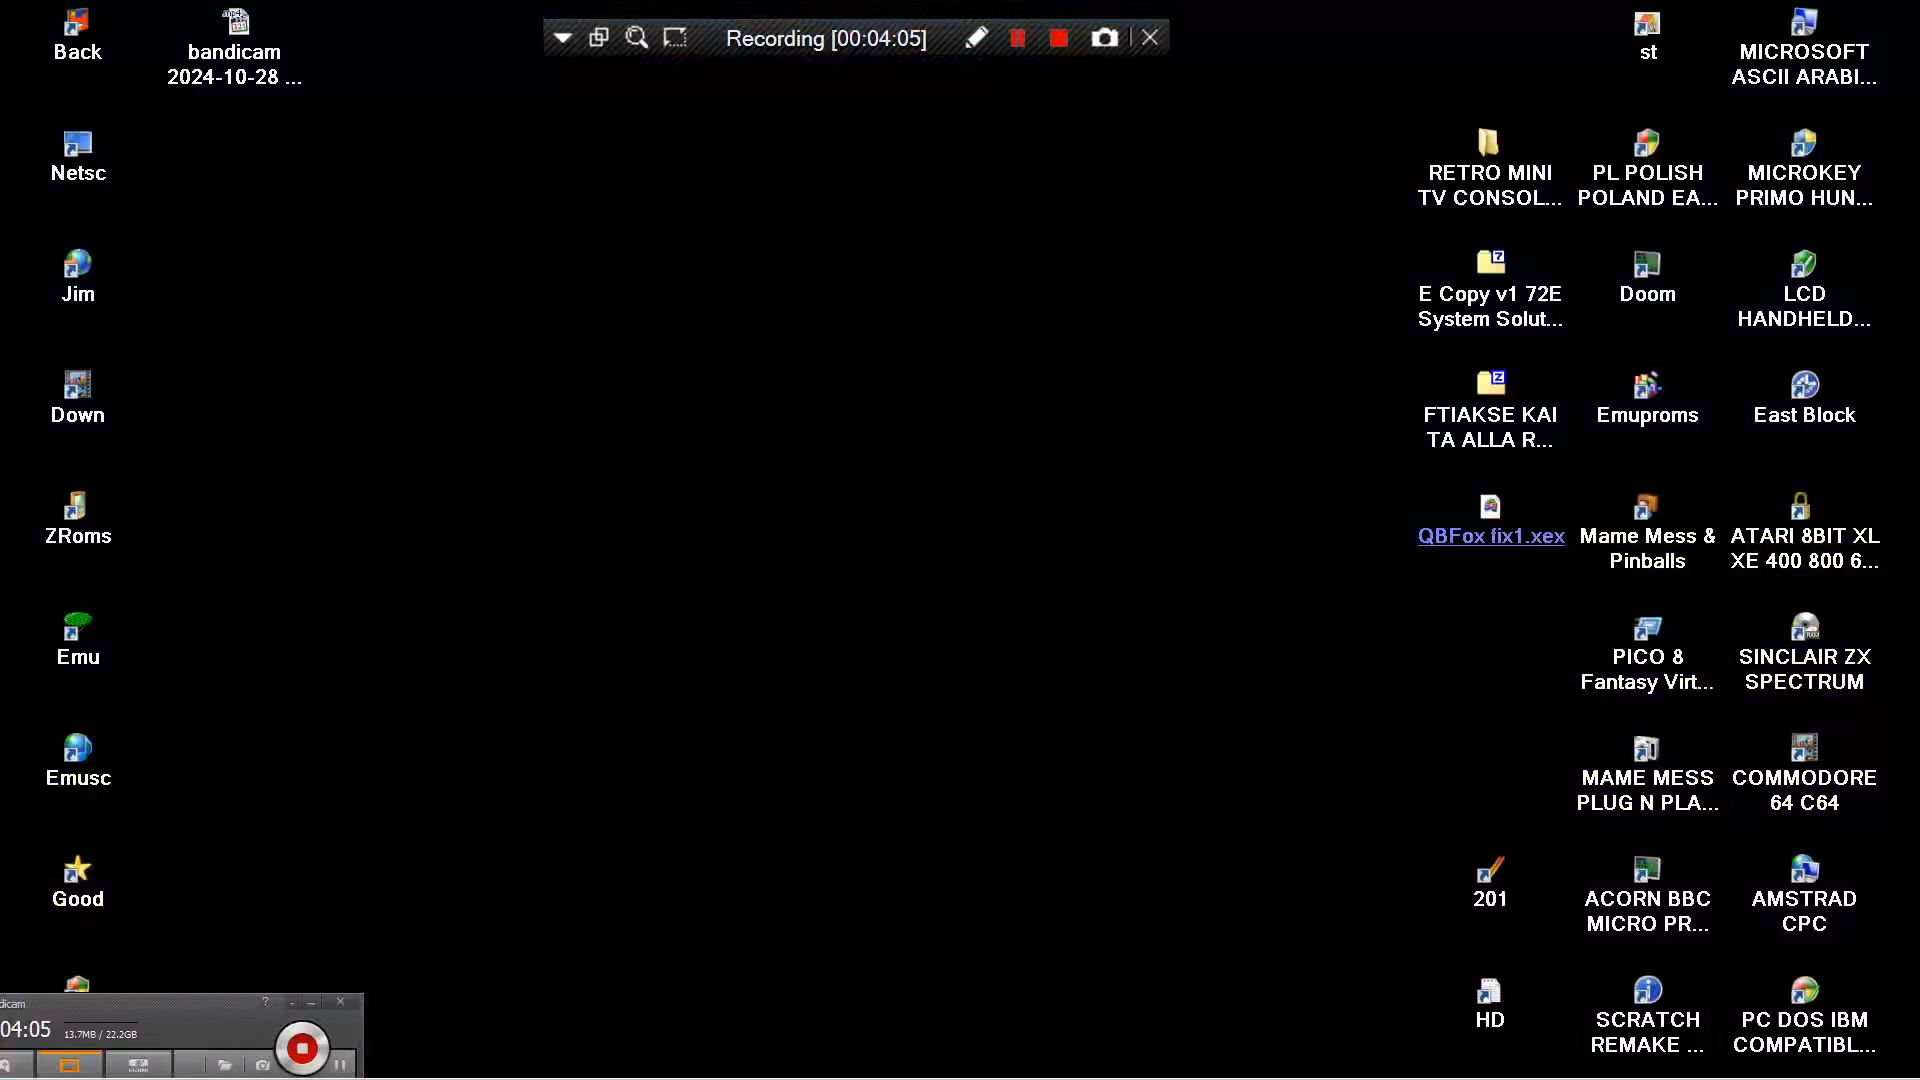 Recording [00:04:05]
Back
bandicam
2024-10-28 ...
st
MICROSOFT
ASCII ARABI...
Netsc
RETRO MINI
TV CONSOL...
PL POLISH
POLAND EA...
MICROKEY
PRIMO HUN...
Jim
E Copy v1 72E
System Solut...
Doom
LCD
HANDHELD...
Down
FTIAKSE KAI
TA ALLA R...
Emuproms
East Block
ZRoms
QBFox fix1.xex
Mame Mess &
Pinballs
ATARI 8BIT XL
XE 400 800 6...
Emu
PICO 8
Fantasy Virt...
SINCLAIR ZX
SPECTRUM
Emusc
MAME MESS
PLUG N PLA...
COMMODORE
64 C64
Good
201
ACORN BBC
MICRO PR...
AMSTRAD
CPC
HD
SCRATCH
REMAKE ...
PC DOS IBM
COMPATIBL...
dicam
04:05
13.7MB / 22.2GB